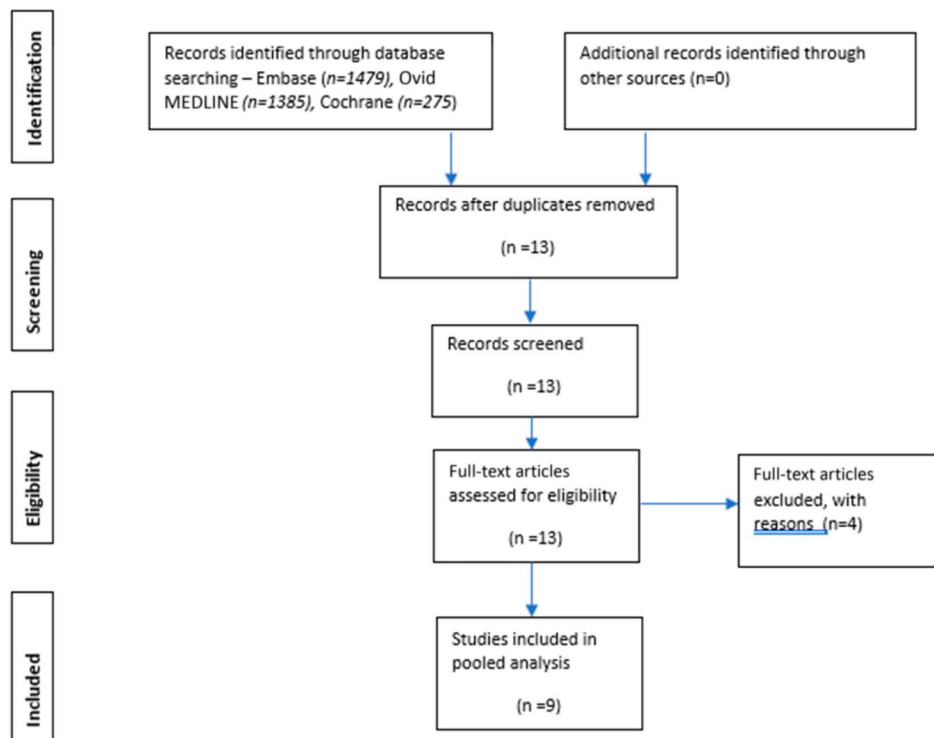 Identification
Records identified through database
searching – Embase (n=1479), Ovid
MEDLINE (n=1385), Cochrane (n=275)
Additional records identified through
other sources (n=0)
Screening
Records after duplicates removed
(n =13)
Records screened
(n =13)
Eligibility
Full-text articles
assessed for eligibility
(n =13)
Full-text articles
excluded, with
reasons (n=4)
Included
Studies included in
pooled analysis
(n =9)